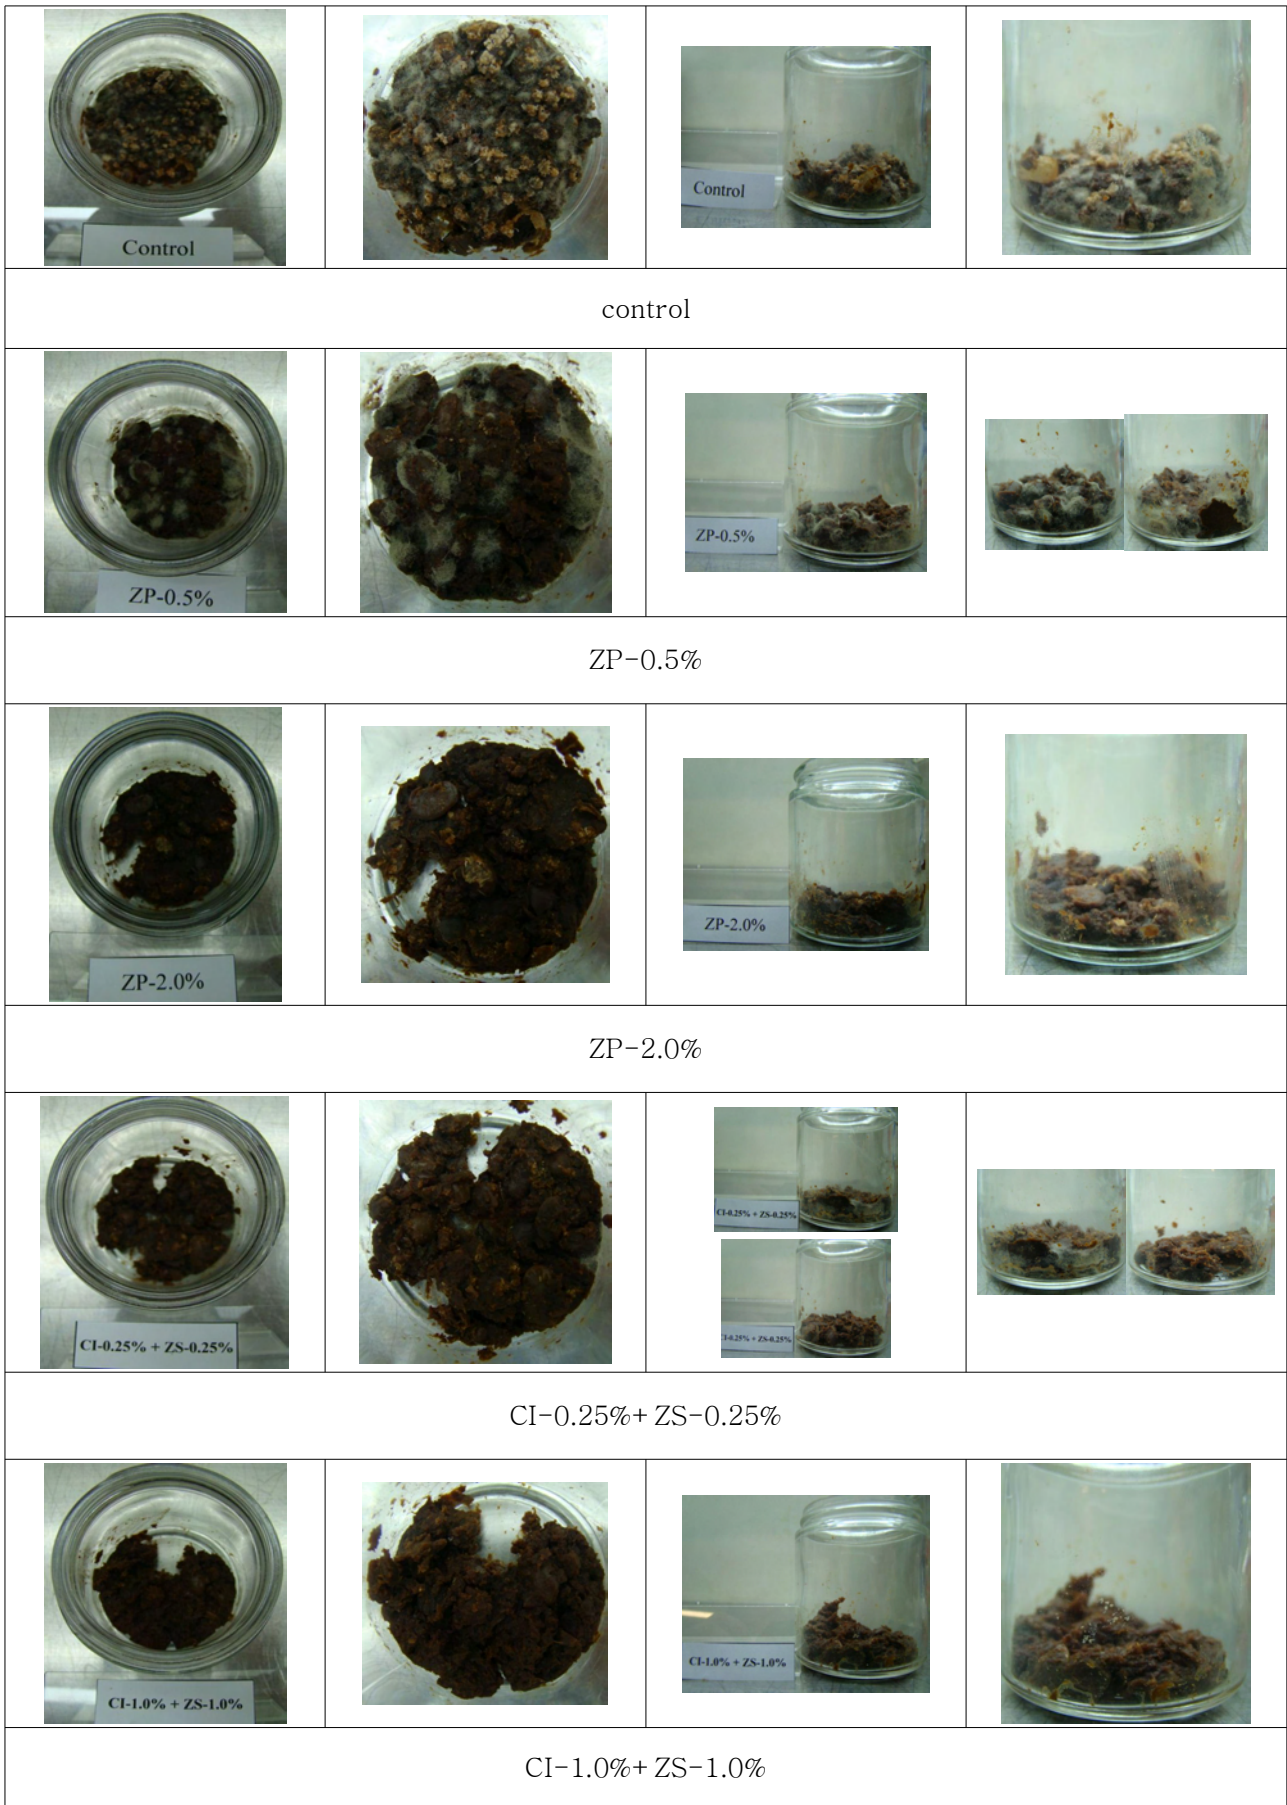 Control
Control
control
ZP-0.5%
ZP-0.5%
ZP-0.5%
ZP-2.0%
ZP-2.0%
ZP-2.0%
CI-0.25% + ZS-0.25%
CI-0.25% + ZS-0.25%
CI-0.25% + ZS-0.25%
CI-0.25%+ ZS-0.25%
CI-1.0% + ZS-1.0%
CI-1.0% + ZS-1.0%
CI-1.0%+ ZS-1.0%